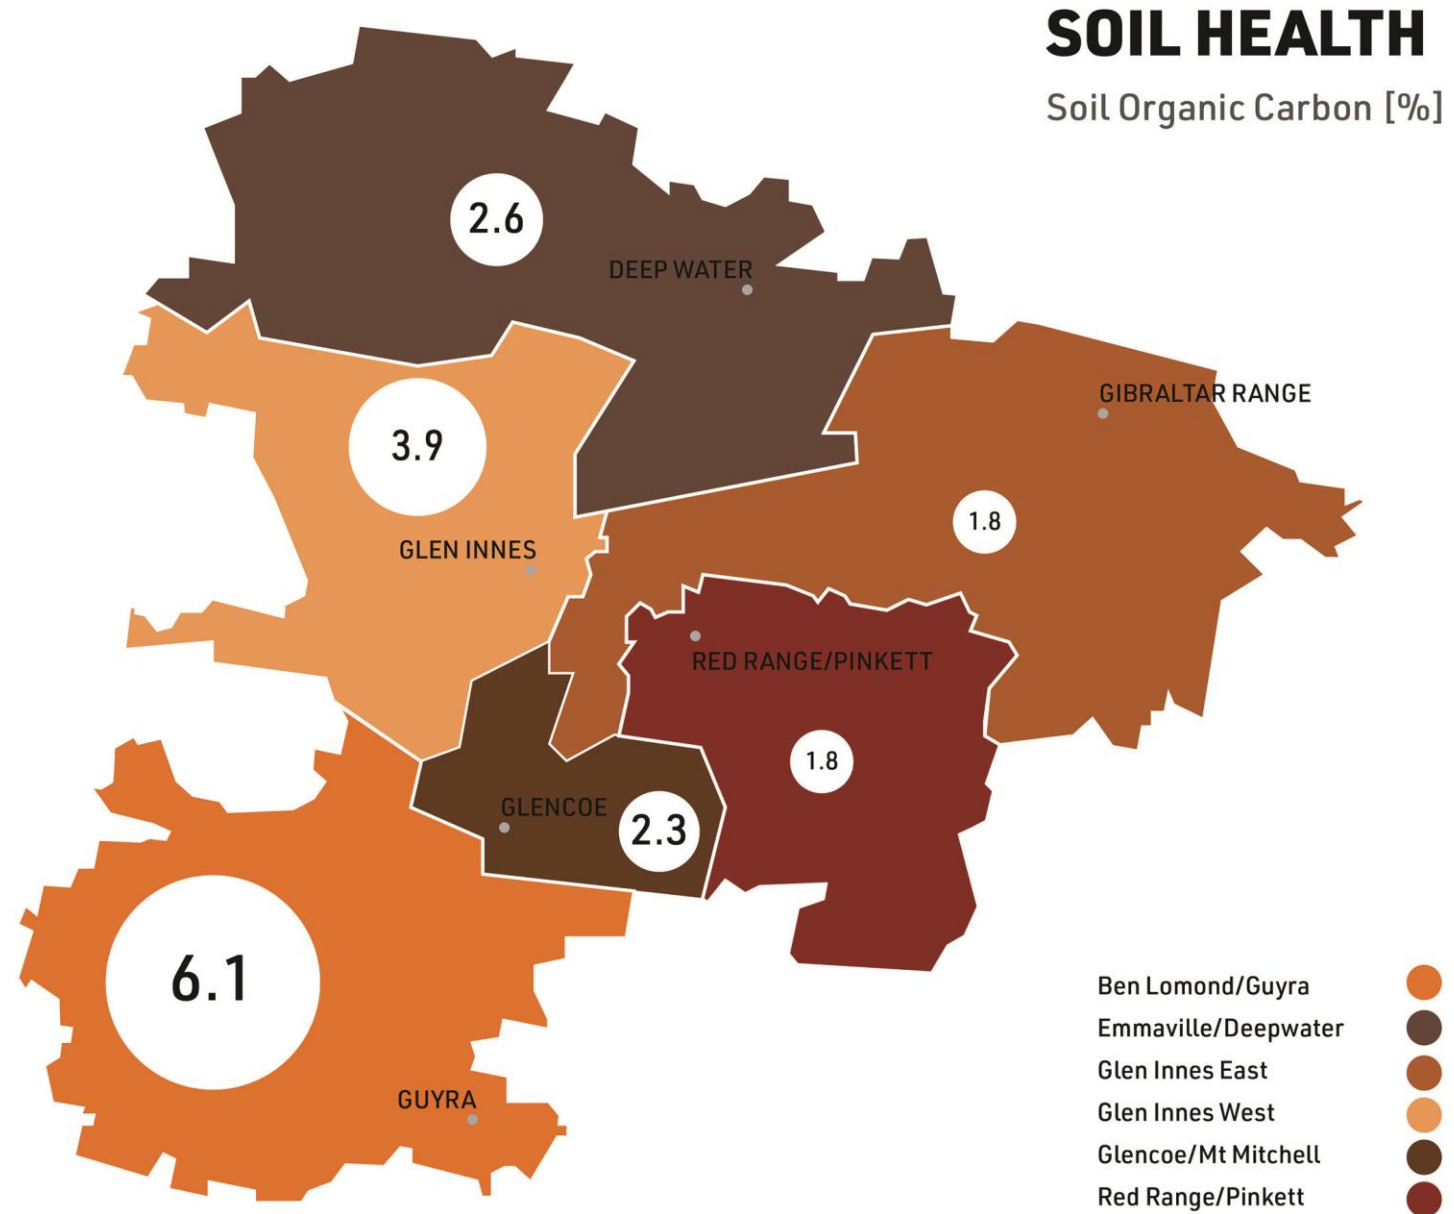 SOIL HEALTH
Soil Organic Carbon [%]
2.6
DEEP WATER
GIBRALTAR RANGE
3.9
1.8
GLEN INNES
RED RANGE/PINKETT
1.8
GLENCOE
2.3
6.1
GUYRA
Ben Lomond/Guyra
Emmaville/Deepwater
Glen Innes East
Glen Innes West
Glencoe/Mt Mitchell
Red Range/Pinkett